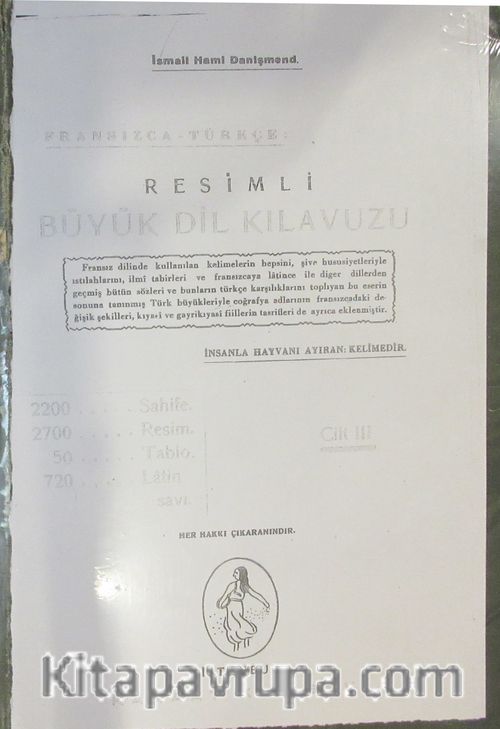 İsmail Hami Danişmend.
FRANSIZCA - TÜRKÇE:
RESİMLİ
BÜYÜK DİL KILAVUZU
Fransız dilinde kullanılan kelimelerin hepsini, şive hususiyetleriyle
ıstılahlarını, ilmî tabirleri ve fransızcaya lâtince ile diger dillerden
geçmiş bütün sözleri ve bunların türkçe karşılıklarını toplıyan bu eserin
sonuna tanınmış Türk büyükleriyle coğrafya adlarının fransızcadaki de-
ğişik şekilleri, kıyasî ve gayrikıyasî fiillerin tasrifleri de ayrıca eklenmiştir.
İNSANLA HAYVANI AYIRAN: KELİMEDİR.
2200 ..... Sahife.
2700 ..... Resim.
50 ..... Tablo.
720 ..... Lâtin
savı.
Cilt III
HER HAKKI ÇIKARANINDIR.
Kitapavrupa.com